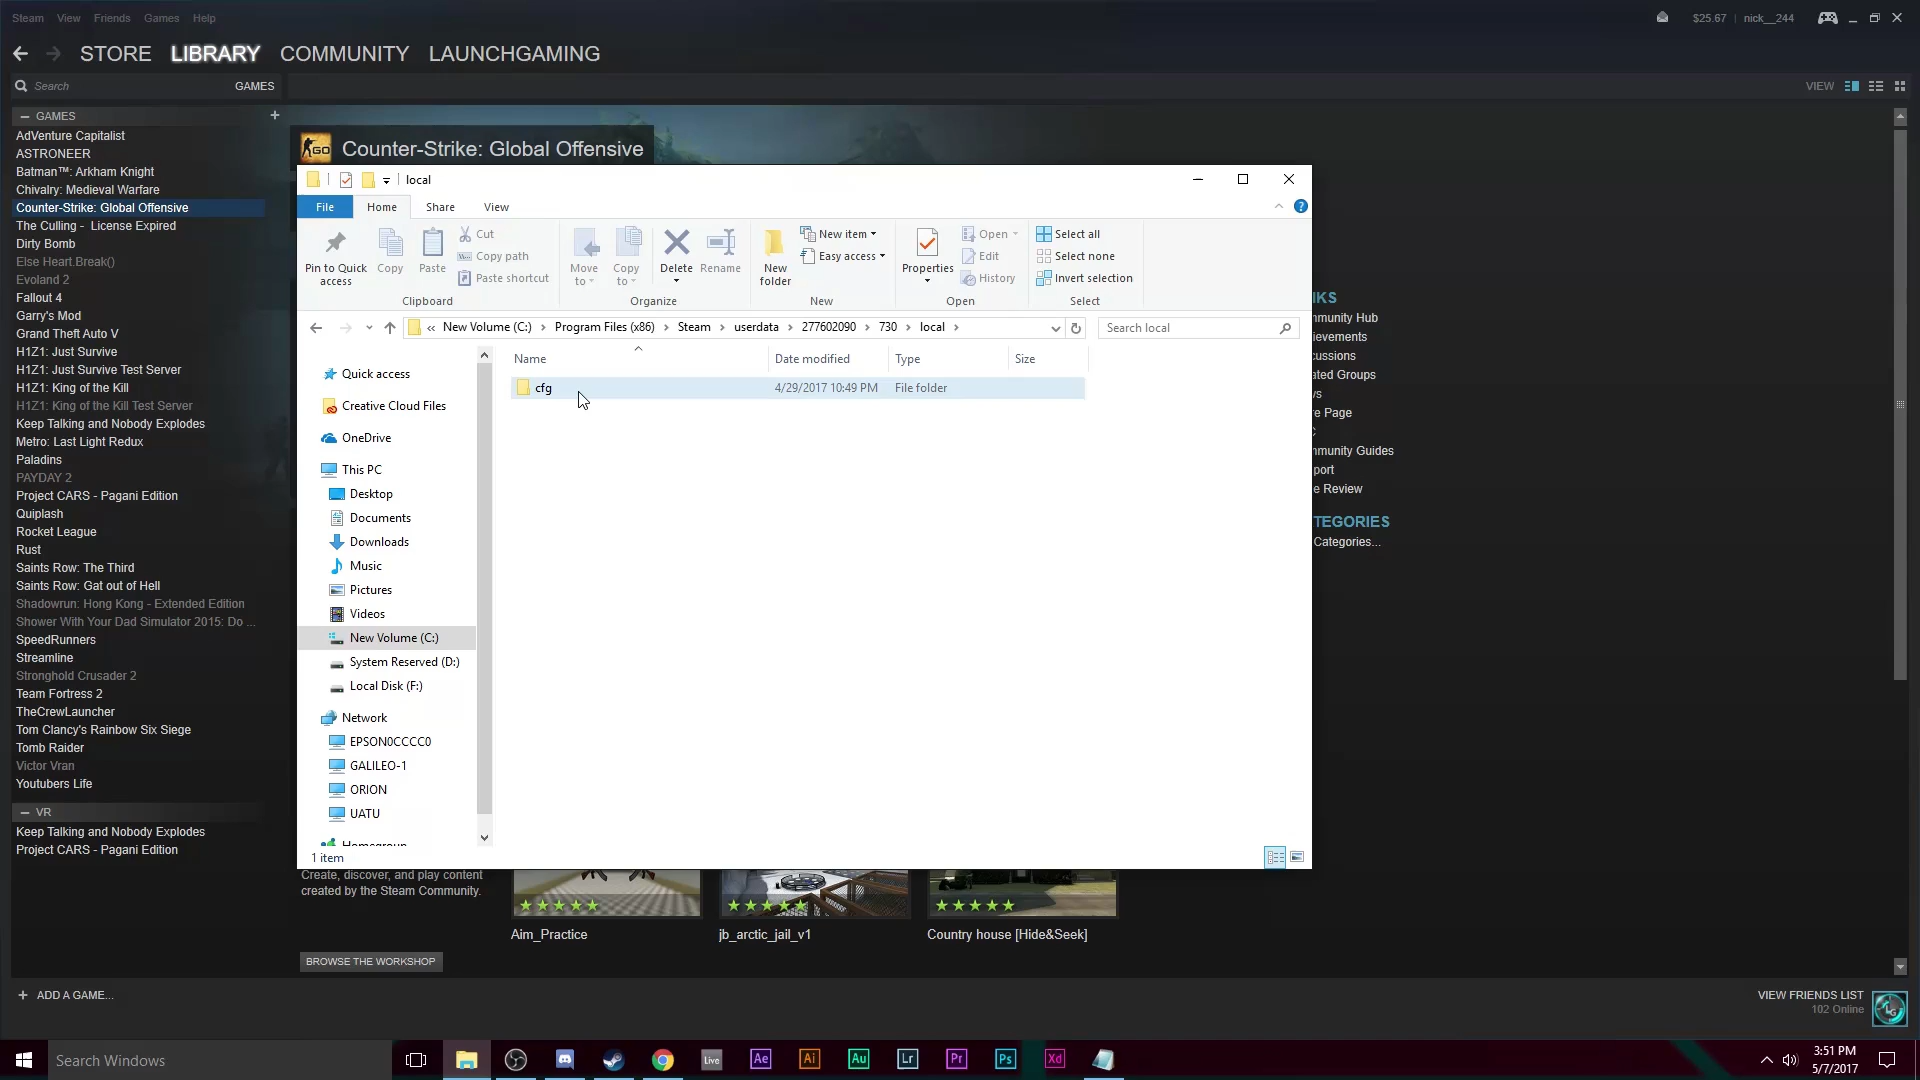 Steam View Friends Games Help
$25.67 nick__244
STORE LIBRARY COMMUNITY LAUNCHGAMING
Search GAMES
VIEW
— GAMES +
AdVenture Capitalist
ASTRONEER
Batman™: Arkham Knight
Chivalry: Medieval Warfare
Counter-Strike: Global Offensive
The Culling - License Expired
Dirty Bomb
Else Heart.Break()
Evoland 2
Fallout 4
Garry's Mod
Grand Theft Auto V
H1Z1: Just Survive
H1Z1: Just Survive Test Server
H1Z1: King of the Kill
H1Z1: King of the Kill Test Server
Keep Talking and Nobody Explodes
Metro: Last Light Redux
Paladins
PAYDAY 2
Project CARS - Pagani Edition
Quiplash
Rocket League
Rust
Saints Row: The Third
Saints Row: Gat out of Hell
Shadowrun: Hong Kong - Extended Edition
Shower With Your Dad Simulator 2015: Do ...
SpeedRunners
Streamline
Stronghold Crusader 2
Team Fortress 2
TheCrewLauncher
Tom Clancy's Rainbow Six Siege
Tomb Raider
Victor Vran
Youtubers Life
— VR
Keep Talking and Nobody Explodes
Project CARS - Pagani Edition
+ ADD A GAME...
GO Counter-Strike: Global Offensive
local
File Home Share View
Pin to Quick access
Copy
Paste
Cut
Copy path
Paste shortcut
Clipboard
Move to
Copy to
Delete
Rename
Organize
New folder
New item
Easy access
New
Properties
Open
Edit
History
Open
Select all
Select none
Invert selection
Select
« New Volume (C:) › Program Files (x86) › Steam › userdata › 277602090 › 730 › local ›
Search local
Name Date modified Type Size
cfg 4/29/2017 10:49 PM File folder
Quick access
Creative Cloud Files
OneDrive
This PC
Desktop
Documents
Downloads
Music
Pictures
Videos
New Volume (C:)
System Reserved (D:)
Local Disk (F:)
Network
EPSON0CCCC0
GALILEO-1
ORION
UATU
Homegroup
1 item
KS
mmunity Hub
ievements
cussions
ated Groups
vs
re Page
mmunity Guides
port
e Review
TEGORIES
Categories...
Create, discover, and play content
created by the Steam Community.
Aim_Practice
jb_arctic_jail_v1
Country house [Hide&Seek]
BROWSE THE WORKSHOP
VIEW FRIENDS LIST
102 Online
Search Windows
Live Ae Ai Au Lr Pr Ps Xd
3:51 PM
5/7/2017